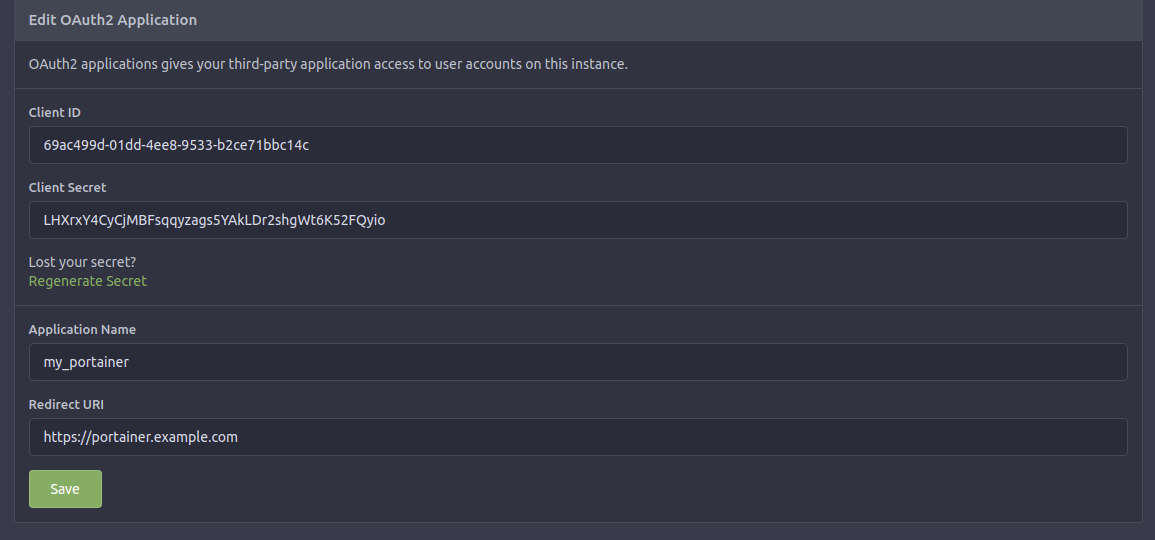 Edit OAuth2 Application
OAuth2 applications gives your third-party application access to user accounts on this instance.
Client ID
69ac499d-01dd-4ee8-9533-b2ce71bbc14c
Client Secret
LHXrxY4CyCjMBFsqqyzags5YAkLDr2shgWt6K52FQyio
Lost your secret?
Regenerate Secret
Application Name
my_portainer
Redirect URI
https://portainer.example.com
Save